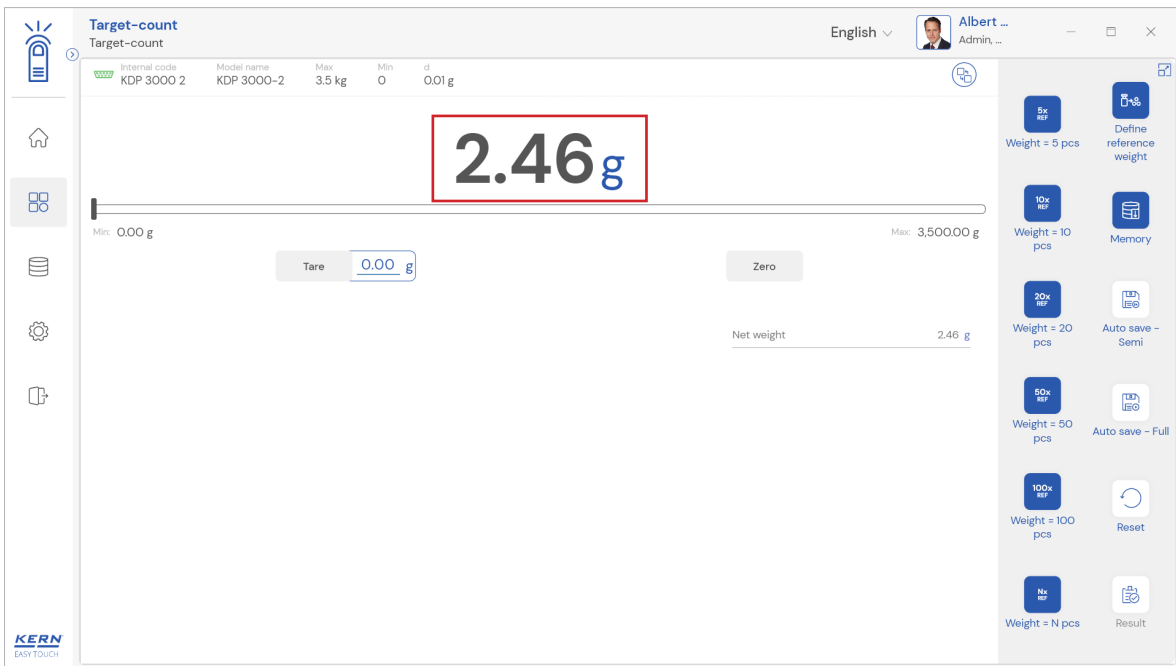 Target-count
Target-count
English
Albert ...
Admin, ...
Internal code
KDP 3000 2
Model name
KDP 3000-2
Max
3.5 kg
Min
0
d
0.01 g
2.46 g
Min: 0.00 g
Max: 3,500.00 g
Tare
0.00 g
Zero
Net weight 2.46 g
5x
REF
Weight = 5 pcs
Define
reference
weight
10x
REF
Weight = 10
pcs
Memory
20x
REF
Weight = 20
pcs
Auto save -
Semi
50x
REF
Weight = 50
pcs
Auto save - Full
100x
REF
Weight = 100
pcs
Reset
Nx
REF
Weight = N pcs
Result
KERN
EASY TOUCH